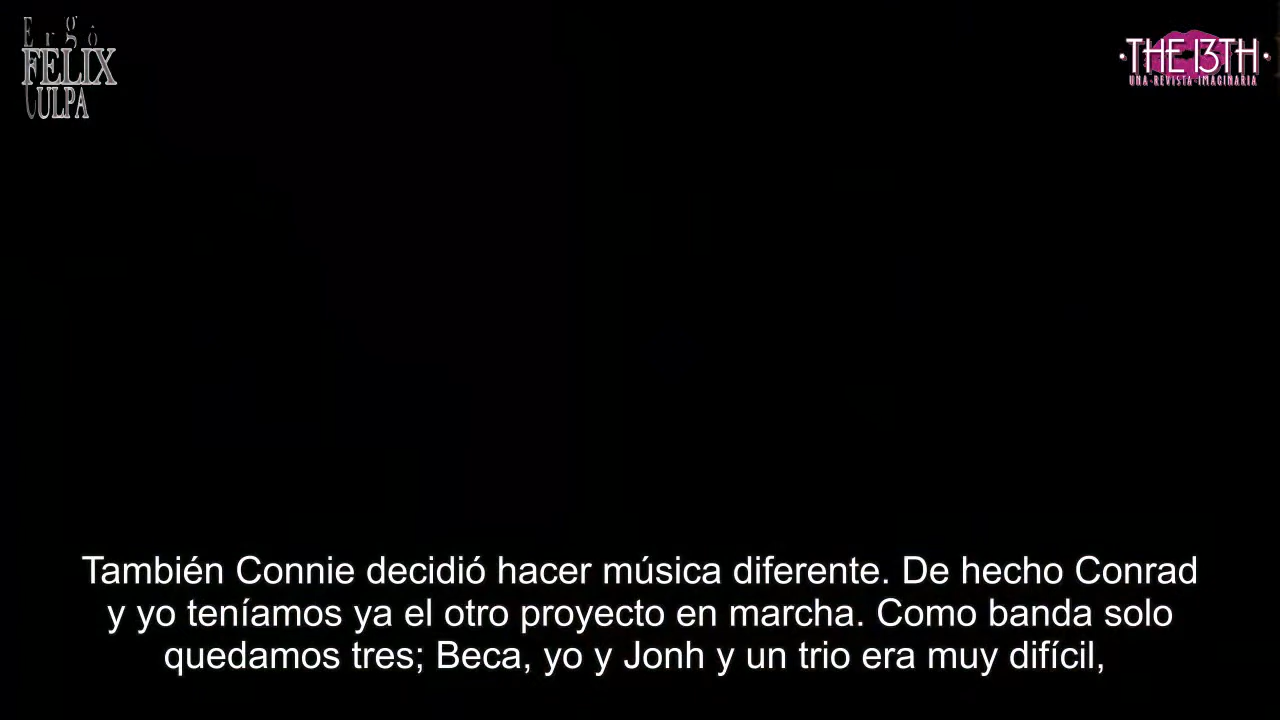 Ergo
FELIX
CULPA
·THE 13TH·
UNA REVISTA IMAGINARIA
También Connie decidió hacer música diferente. De hecho Conrad
y yo teníamos ya el otro proyecto en marcha. Como banda solo
quedamos tres; Beca, yo y Jonh y un trio era muy difícil,